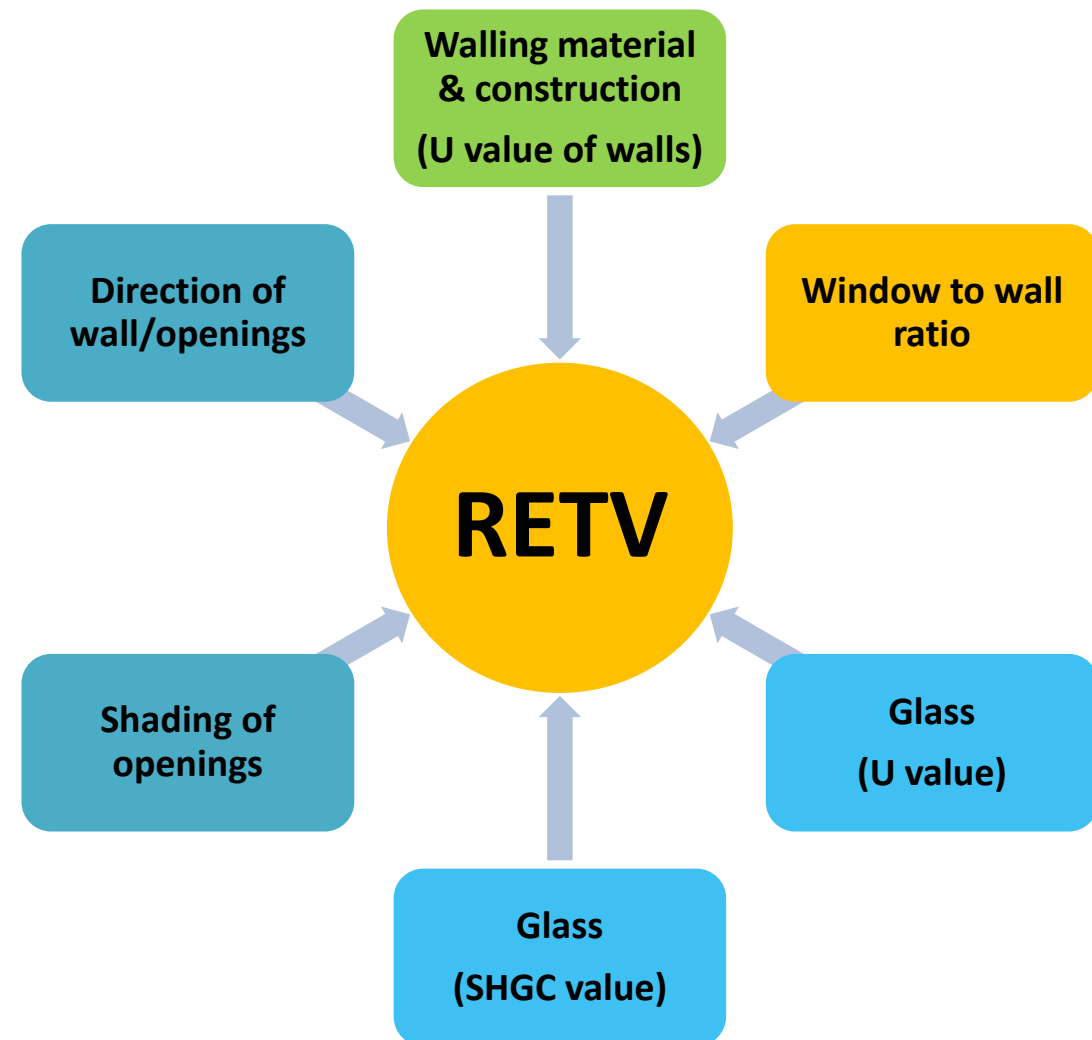 Walling material
& construction
(U value of walls)
Direction of
wall/openings
Window to wall
ratio
RETV
Shading of
openings
Glass
(U value)
Glass
(SHGC value)